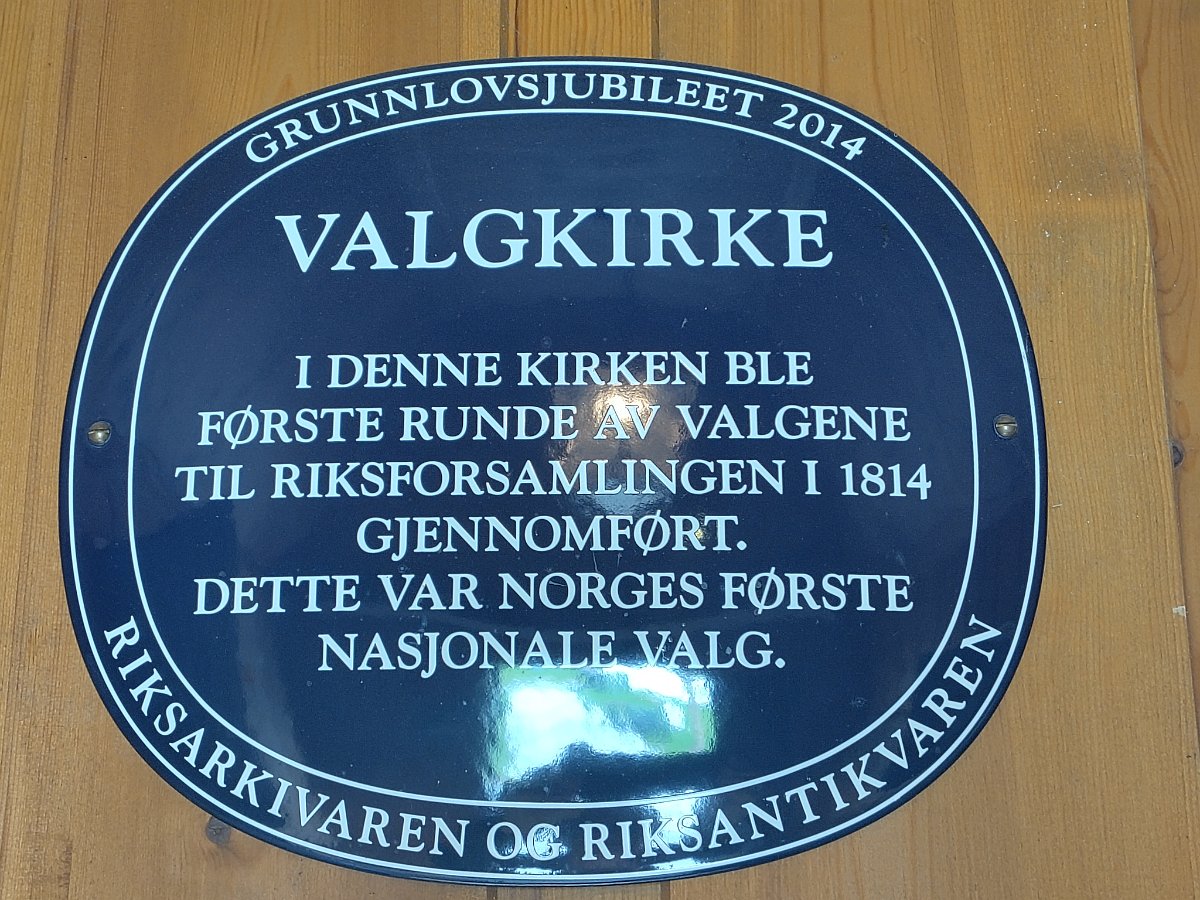 GRUNNLOVSJUBILEET 2014
VALGKIRKE
I DENNE KIRKEN BLE
FØRSTE RUNDE AV VALGENE
TIL RIKSFORSAMLINGEN I 1814
GJENNOMFØRT.
DETTE VAR NORGES FØRSTE
NASJONALE VALG.
RIKSARKIVAREN OG RIKSANTIKVAREN